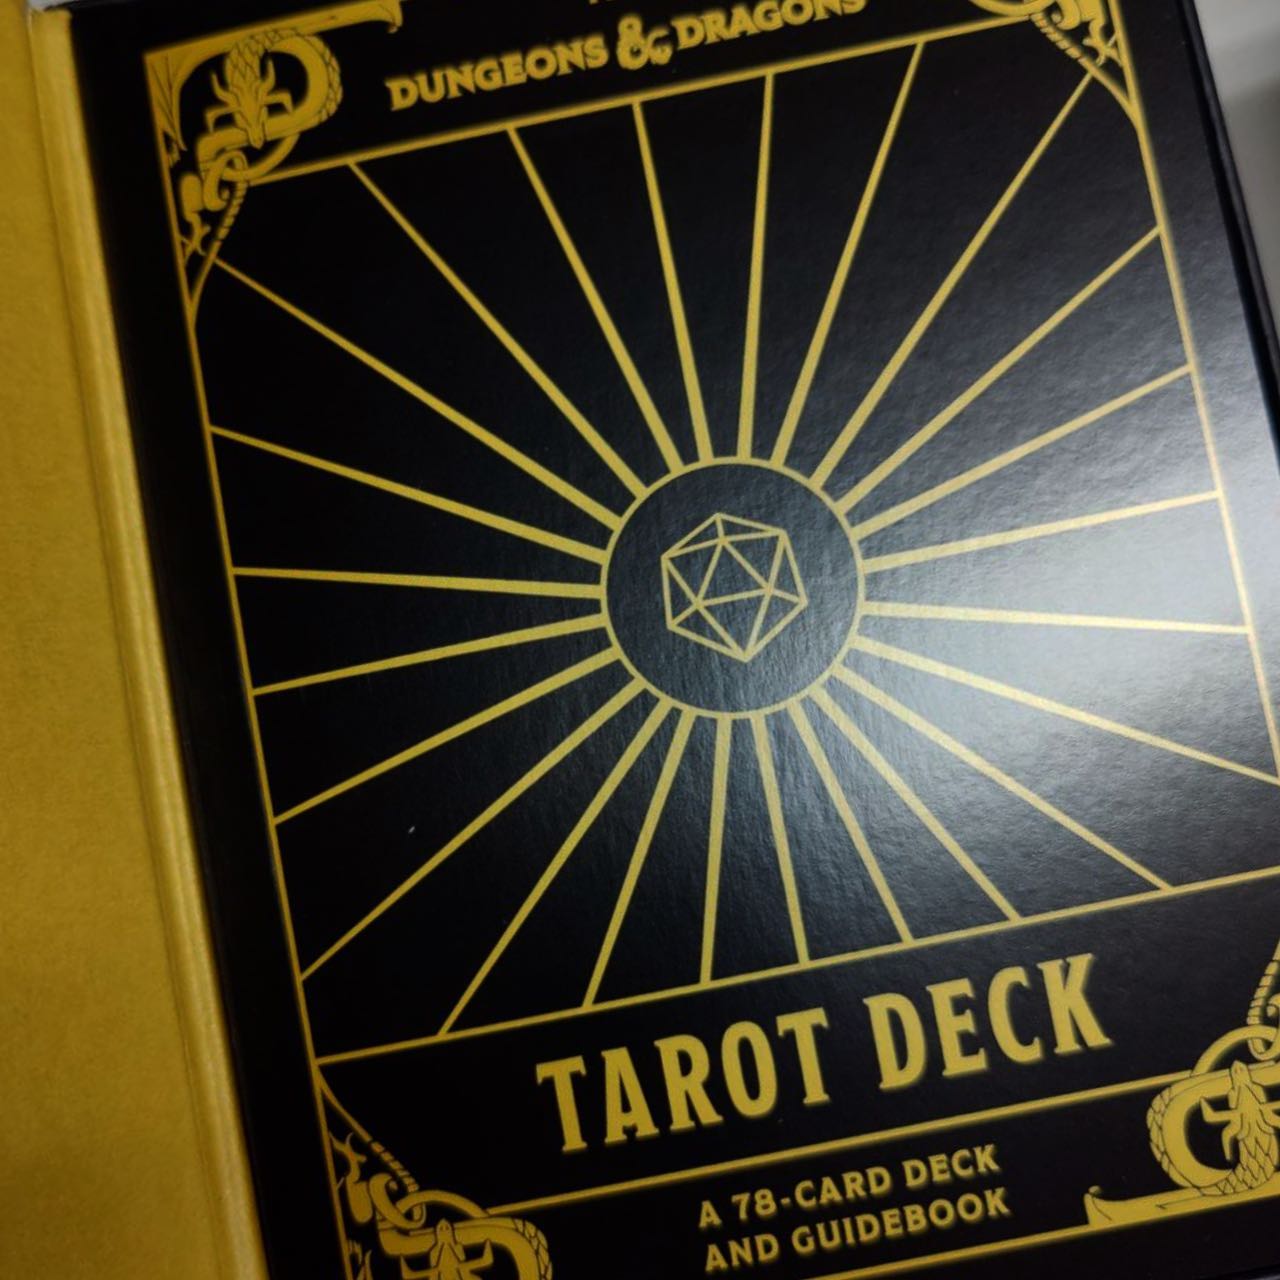 DUNGEONS & DRAGONS
TAROT DECK
A 78-CARD DECK
AND GUIDEBOOK